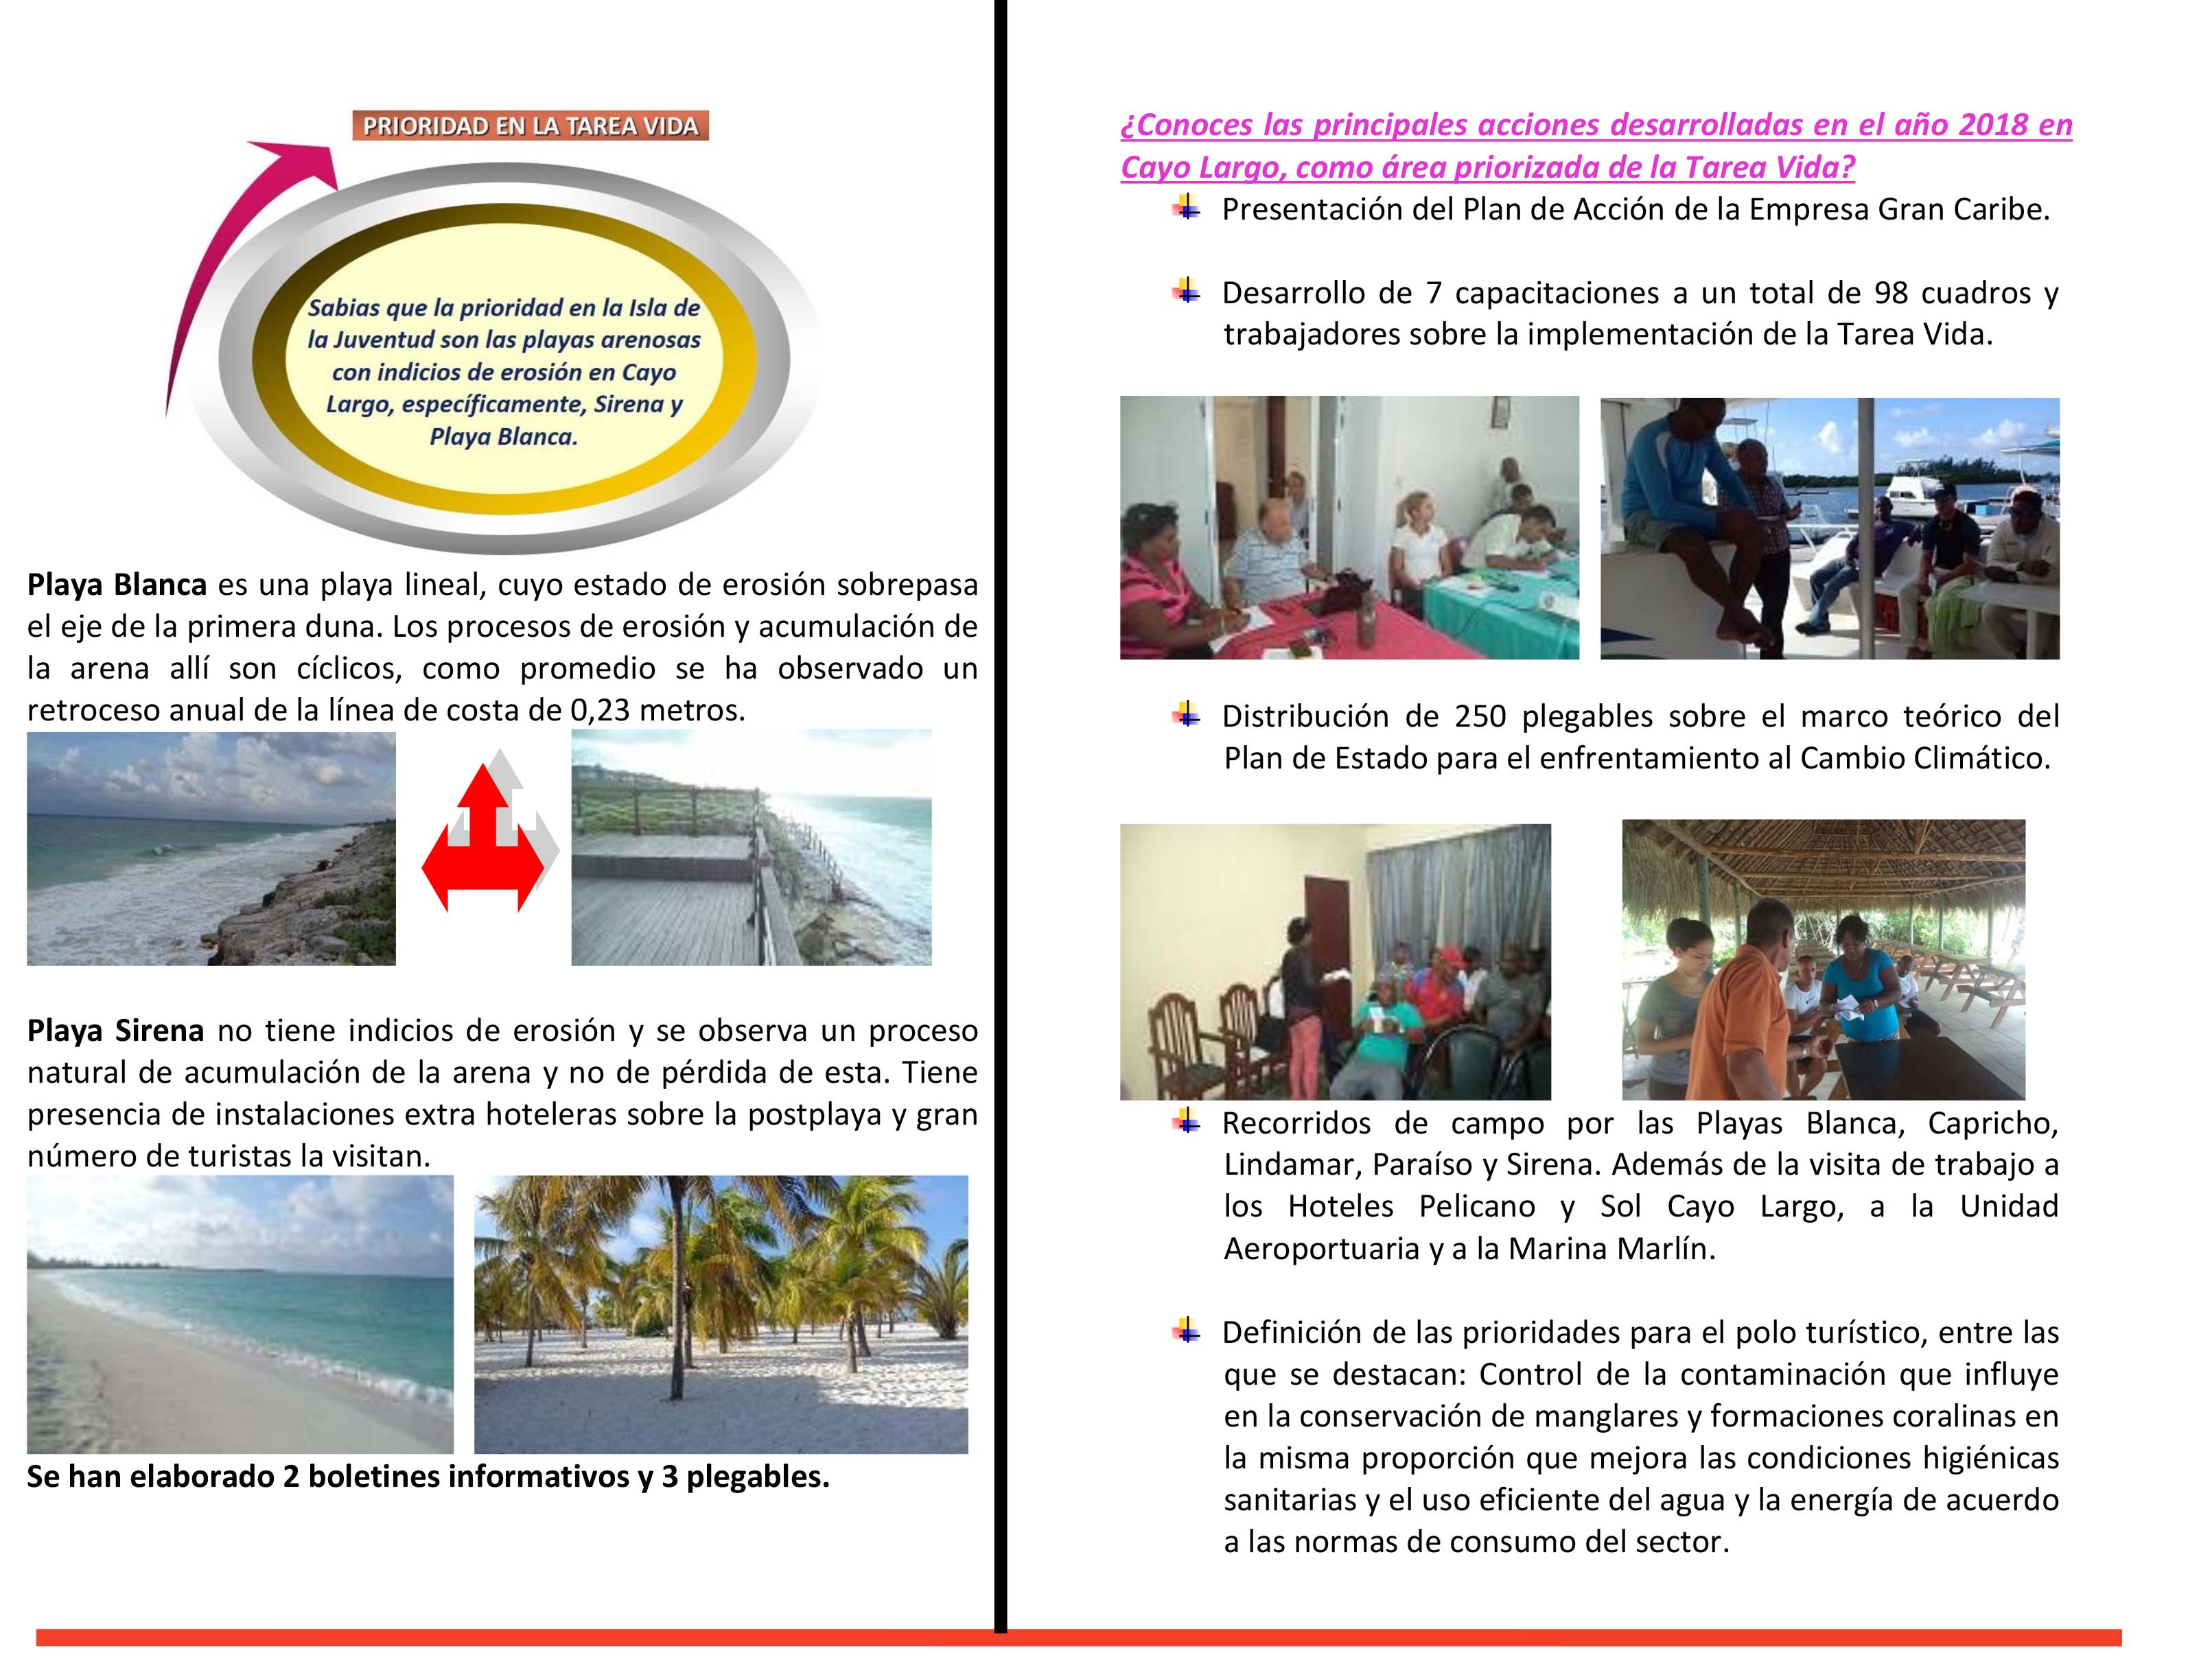 PRIORIDAD EN LA TAREA VIDA
Sabias que la prioridad en la Isla de
la Juventud son las playas arenosas
con indicios de erosión en Cayo
Largo, específicamente, Sirena y
Playa Blanca.
Playa Blanca es una playa lineal, cuyo estado de erosión sobrepasa
el eje de la primera duna. Los procesos de erosión y acumulación de
la arena allí son cíclicos, como promedio se ha observado un
retroceso anual de la línea de costa de 0,23 metros.
Playa Sirena no tiene indicios de erosión y se observa un proceso
natural de acumulación de la arena y no de pérdida de esta. Tiene
presencia de instalaciones extra hoteleras sobre la postplaya y gran
número de turistas la visitan.
Se han elaborado 2 boletines informativos y 3 plegables.
¿Conoces las principales acciones desarrolladas en el año 2018 en
Cayo Largo, como área priorizada de la Tarea Vida?
Presentación del Plan de Acción de la Empresa Gran Caribe.
Desarrollo de 7 capacitaciones a un total de 98 cuadros y
trabajadores sobre la implementación de la Tarea Vida.
Distribución de 250 plegables sobre el marco teórico del
Plan de Estado para el enfrentamiento al Cambio Climático.
Recorridos de campo por las Playas Blanca, Capricho,
Lindamar, Paraíso y Sirena. Además de la visita de trabajo a
los Hoteles Pelicano y Sol Cayo Largo, a la Unidad
Aeroportuaria y a la Marina Marlín.
Definición de las prioridades para el polo turístico, entre las
que se destacan: Control de la contaminación que influye
en la conservación de manglares y formaciones coralinas en
la misma proporción que mejora las condiciones higiénicas
sanitarias y el uso eficiente del agua y la energía de acuerdo
a las normas de consumo del sector.